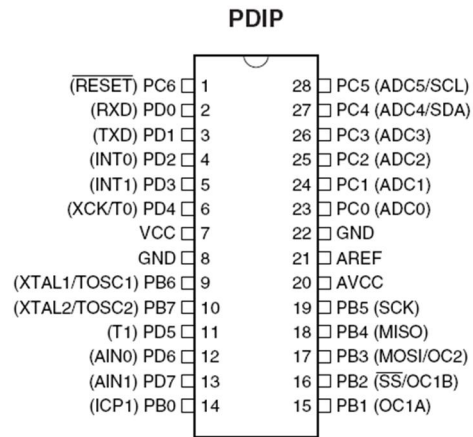 PDIP
(RESET) PC6 1 28 PC5 (ADC5/SCL)
(RXD) PD0 2 27 PC4 (ADC4/SDA)
(TXD) PD1 3 26 PC3 (ADC3)
(INT0) PD2 4 25 PC2 (ADC2)
(INT1) PD3 5 24 PC1 (ADC1)
(XCK/T0) PD4 6 23 PC0 (ADC0)
VCC 7 22 GND
GND 8 21 AREF
(XTAL1/TOSC1) PB6 9 20 AVCC
(XTAL2/TOSC2) PB7 10 19 PB5 (SCK)
(T1) PD5 11 18 PB4 (MISO)
(AIN0) PD6 12 17 PB3 (MOSI/OC2)
(AIN1) PD7 13 16 PB2 (SS/OC1B)
(ICP1) PB0 14 15 PB1 (OC1A)